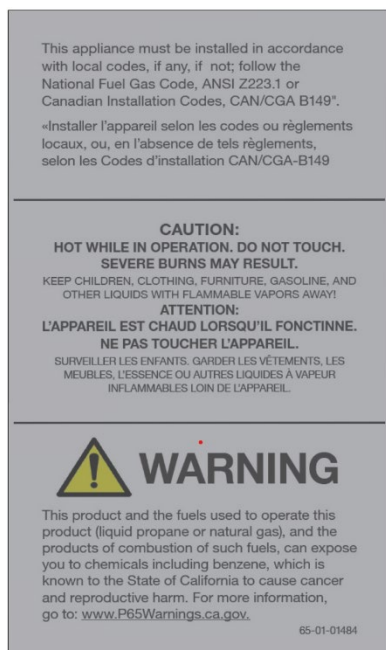 This appliance must be installed in accordance
with local codes, if any, if  not; follow the
National Fuel Gas Code, ANSI Z223.1 or
Canadian Installation Codes, CAN/CGA B149".
«Installer l'appareil selon les codes ou règlements
locaux, ou, en l'absence de tels règlements,
selon les Codes d'installation CAN/CGA-B149
CAUTION:
HOT WHILE IN OPERATION. DO NOT TOUCH.
SEVERE BURNS MAY RESULT.
KEEP CHILDREN, CLOTHING, FURNITURE, GASOLINE, AND
OTHER LIQUIDS WITH FLAMMABLE VAPORS AWAY!
ATTENTION:
L'APPAREIL EST CHAUD LORSQU'IL FONCTINNE.
NE PAS TOUCHER L'APPAREIL.
SURVEILLER LES ENFANTS. GARDER LES VÊTEMENTS, LES
MEUBLES, L'ESSENCE OU AUTRES LIQUIDES À VAPEUR
INFLAMMABLES LOIN DE L'APPAREIL.
WARNING
This product and the fuels used to operate this
product (liquid propane or natural gas), and the
products of combustion of such fuels, can expose
you to chemicals including benzene, which is
known to the State of California to cause cancer
and reproductive harm. For more information,
go to: www.P65Warnings.ca.gov.
65-01-01484